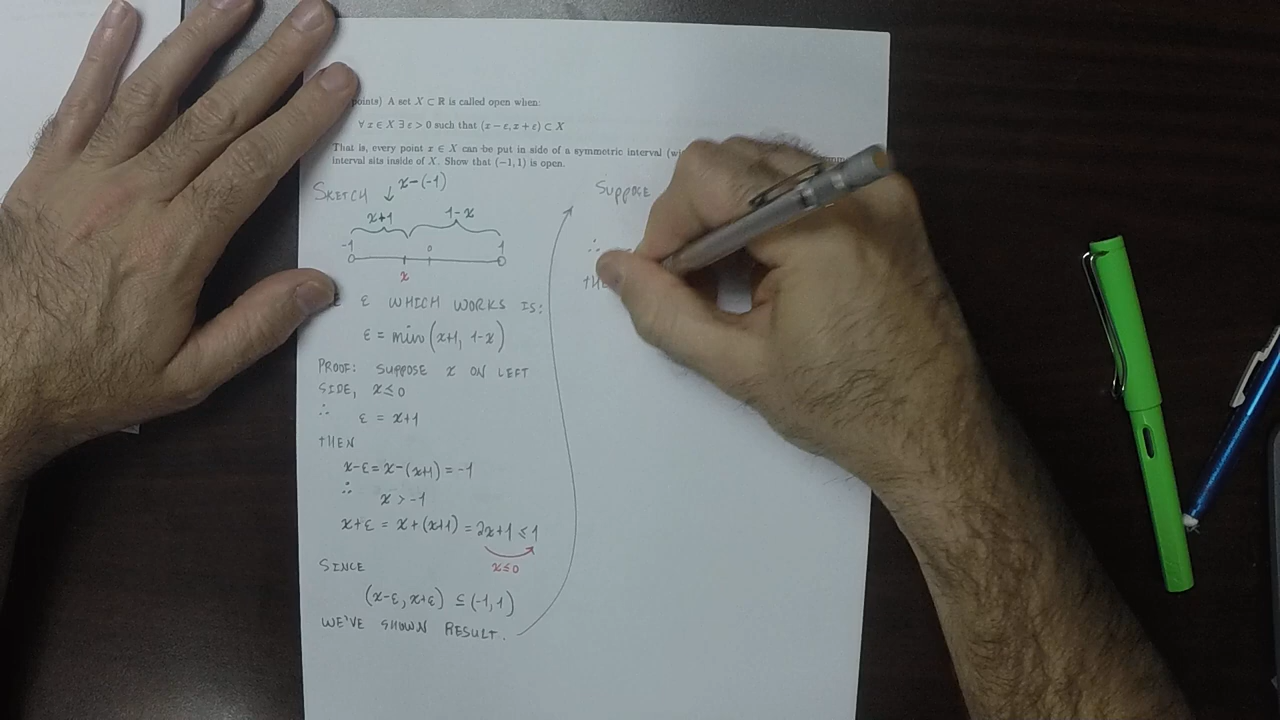 points) A set X ⊂ ℝ is called open when:
∀ x ∈ X ∃ ε > 0 such that (x − ε, x + ε) ⊂ X
That is, every point x ∈ X can be put in side of a symmetric interval
interval sits inside of X. Show that (−1, 1) is open.
SKETCH
x-(-1)
x+1
1-x
-1
0
1
x
ε WHICH WORKS IS:
ε = min (x+1, 1-x)
PROOF: SUPPOSE x ON LEFT
SIDE, x≤0
∴ ε = x+1
THEN
x-ε = x-(x+1) = -1
∴ x > -1
x+ε = x+(x+1) = 2x+1 ≤ 1
x≤0
SINCE
(x-ε, x+ε) ⊆ (-1, 1)
WE'VE SHOWN RESULT.
SUPPOSE
∴